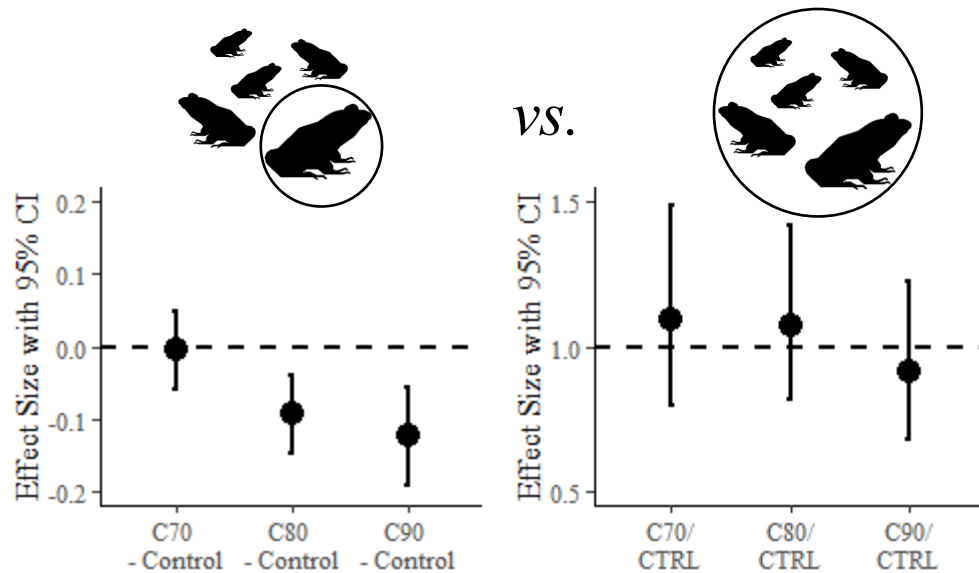 vs.
Effect Size with 95% CI
0.2
0.1
0.0
-0.1
-0.2
C70
- Control
C80
- Control
C90
- Control
Effect Size with 95% CI
1.5
1.0
0.5
C70/
CTRL
C80/
CTRL
C90/
CTRL